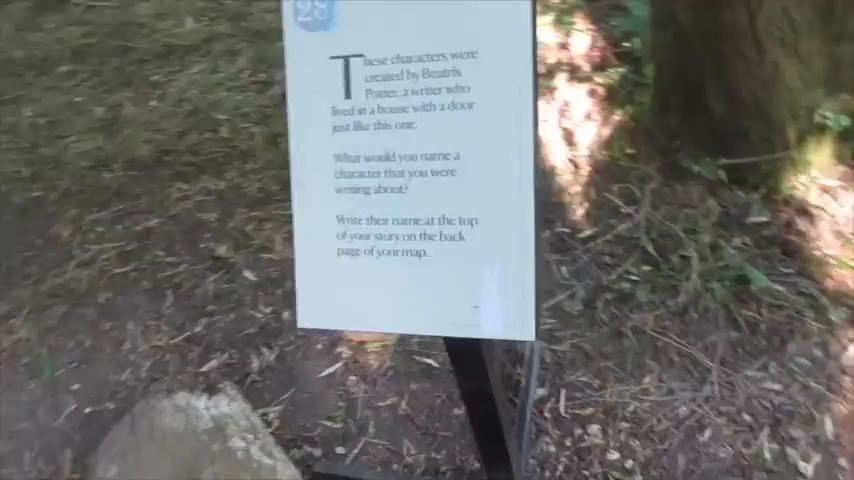 28
These characters were
created by Beatrix
Potter, a writer who
lived in a house with a door
just like this one.
What would you name a
character that you were
writing about?
Write their name at the top
of your story on the back
page of your map.